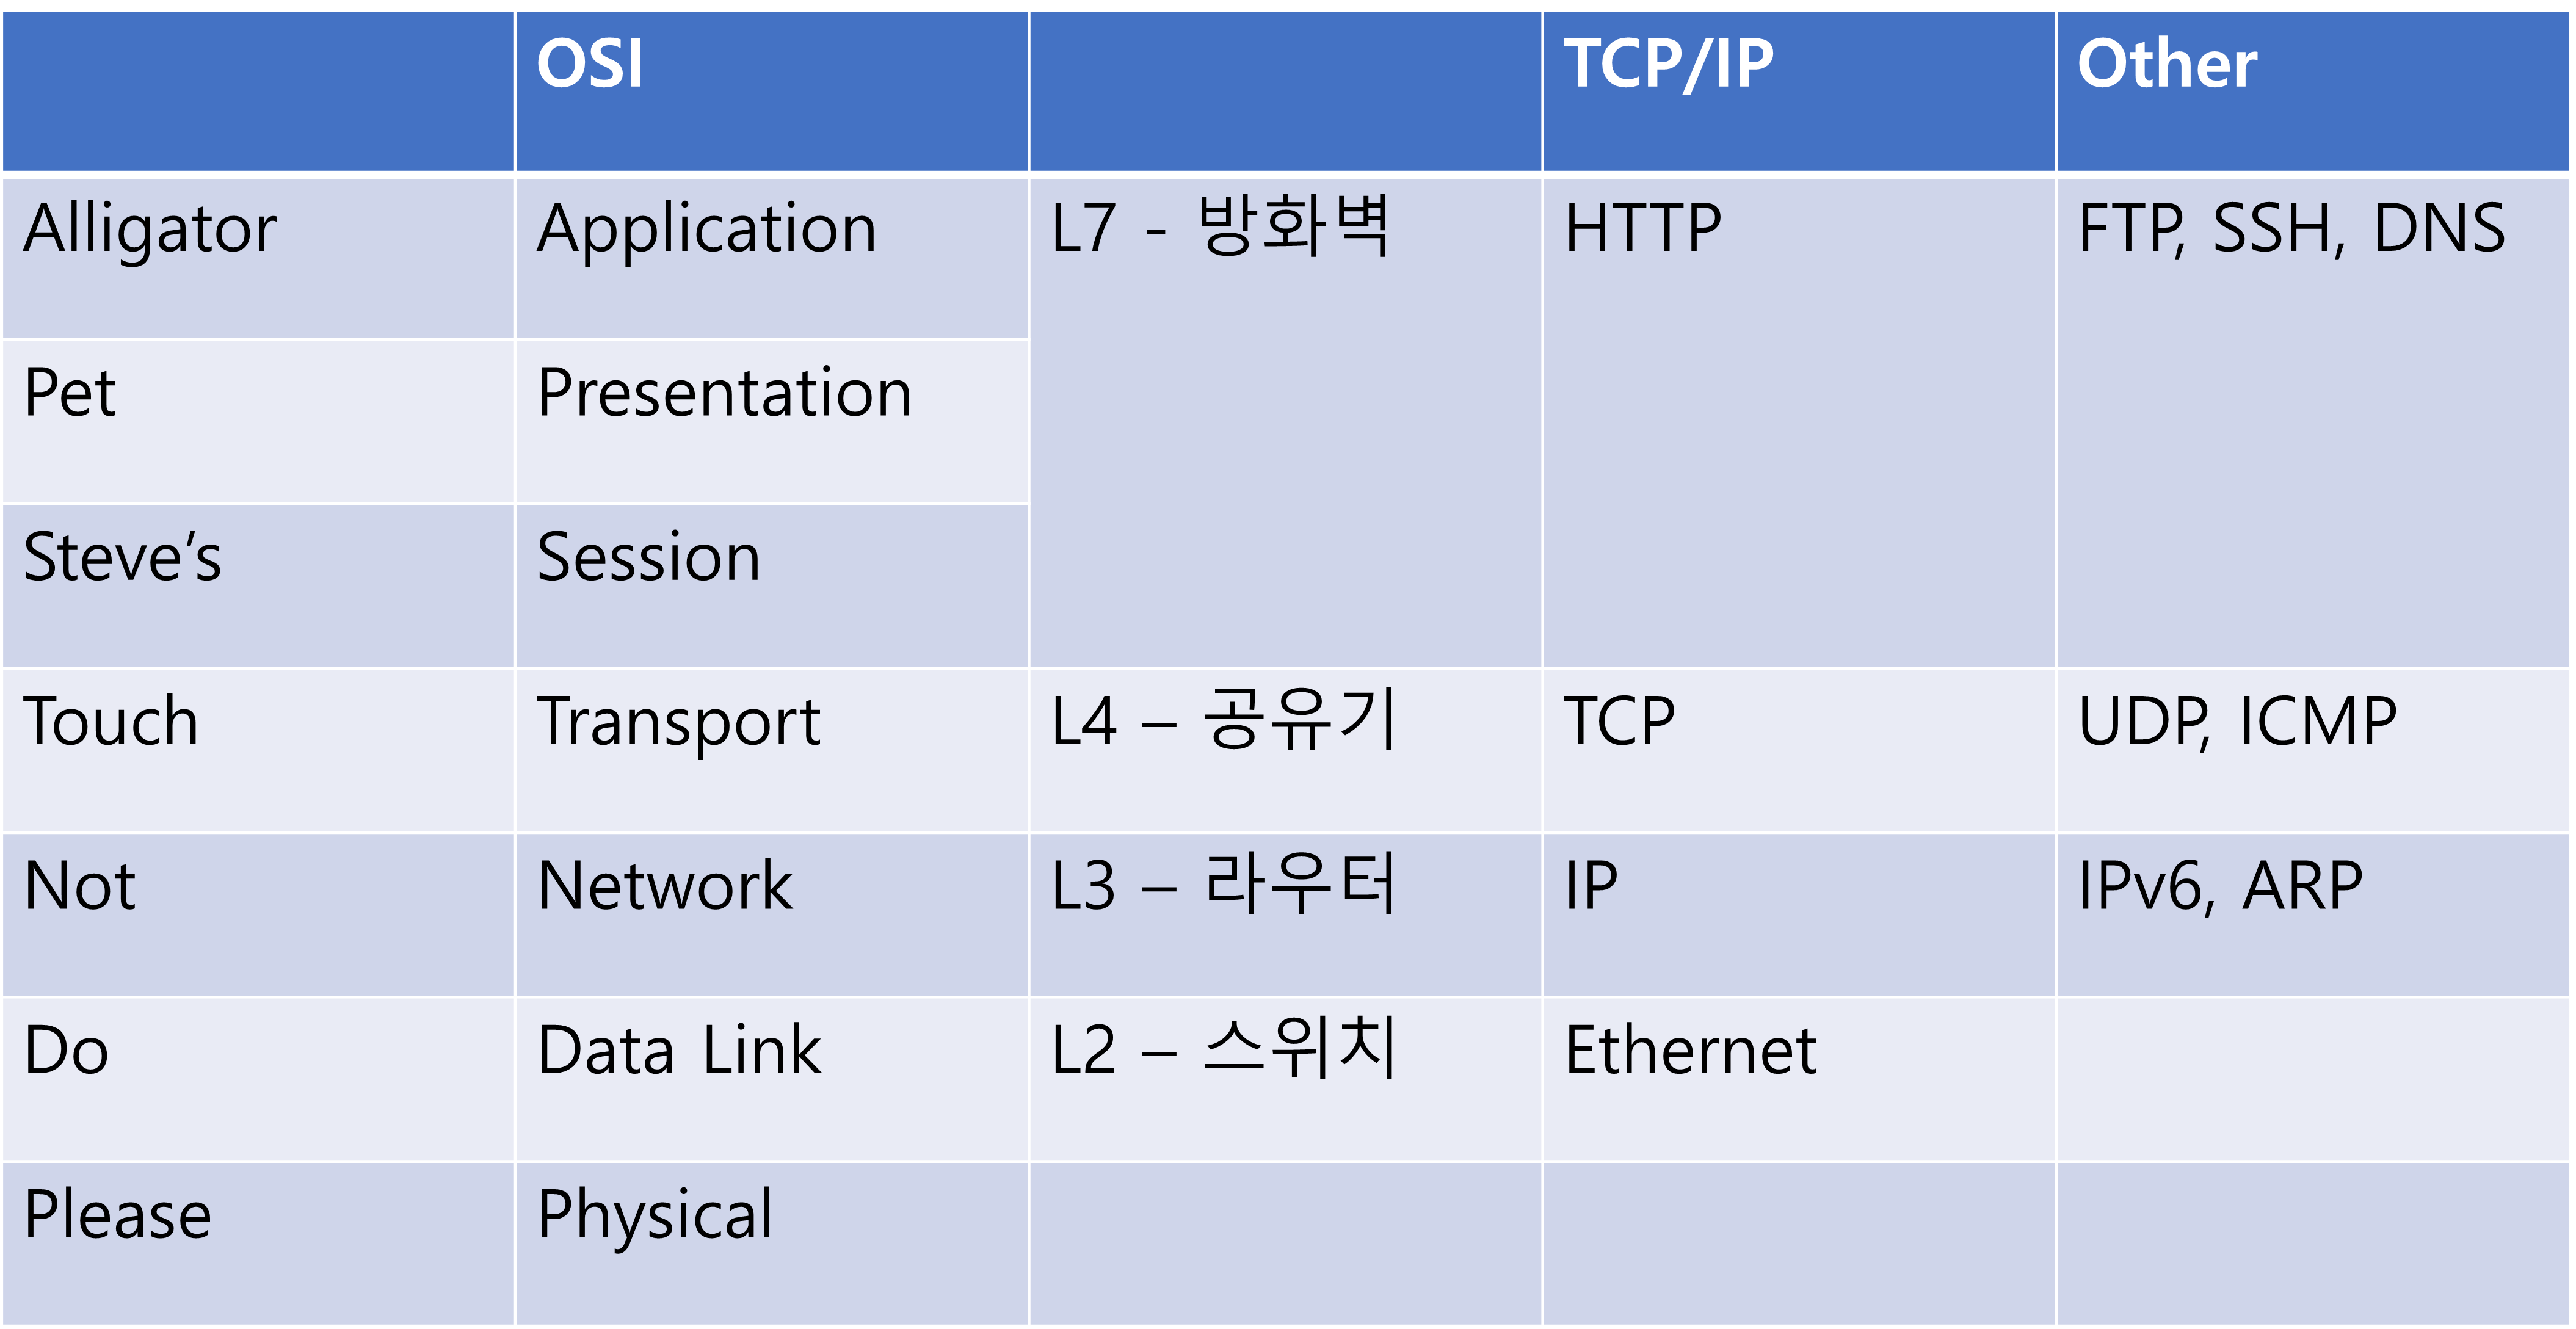 OSI TCP/IP Other
Alligator Application L7 - 방화벽 HTTP FTP, SSH, DNS
Pet Presentation
Steve’s Session
Touch Transport L4 – 공유기 TCP UDP, ICMP
Not Network L3 – 라우터 IP IPv6, ARP
Do Data Link L2 – 스위치 Ethernet
Please Physical